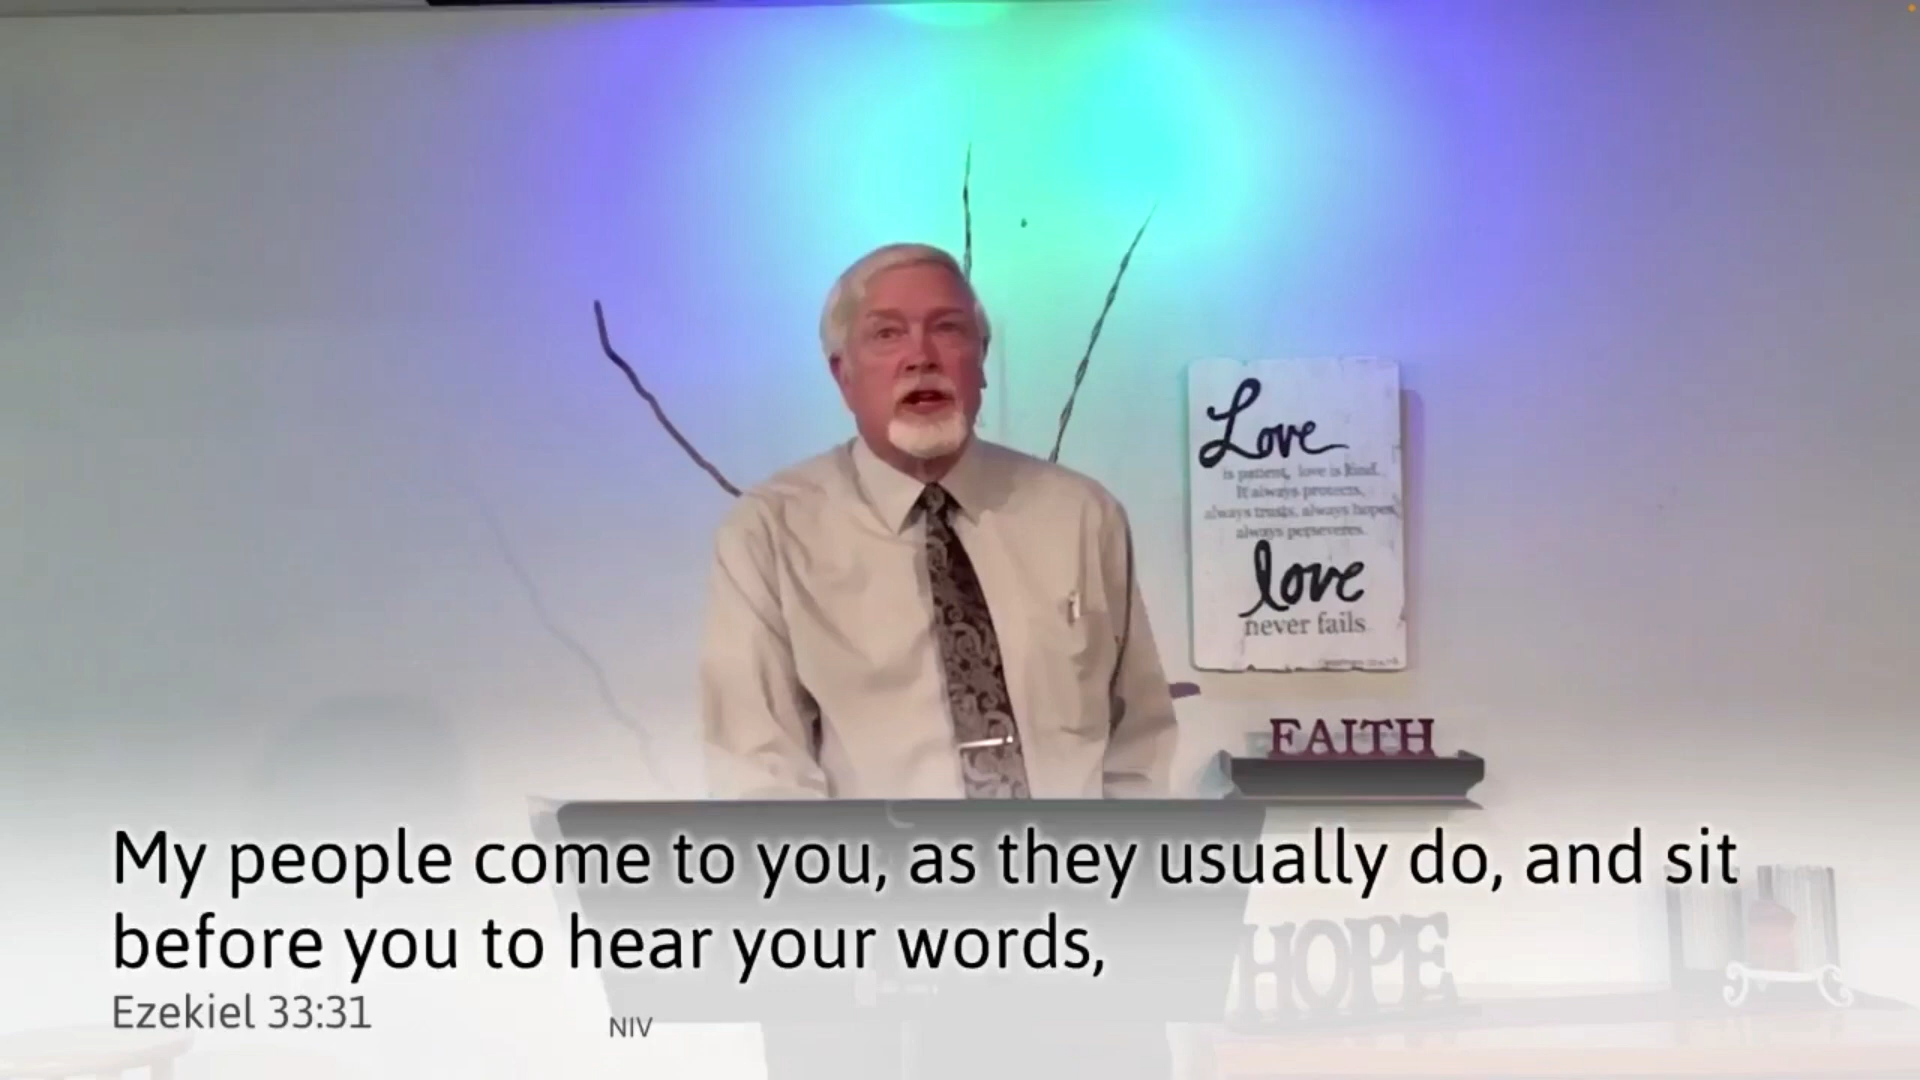 Love
is patient, love is kind.
It always protects,
always trusts, always hopes,
always perseveres.
love
never fails
FAITH
My people come to you, as they usually do, and sit
before you to hear your words,
HOPE
Ezekiel 33:31
NIV